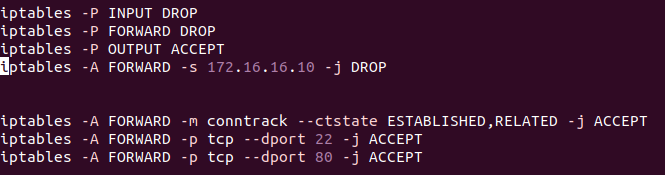 iptables -P INPUT DROP
iptables -P FORWARD DROP
iptables -P OUTPUT ACCEPT
iptables -A FORWARD -s 172.16.16.10 -j DROP
iptables -A FORWARD -m conntrack --ctstate ESTABLISHED,RELATED -j ACCEPT
iptables -A FORWARD -p tcp --dport 22 -j ACCEPT
iptables -A FORWARD -p tcp --dport 80 -j ACCEPT